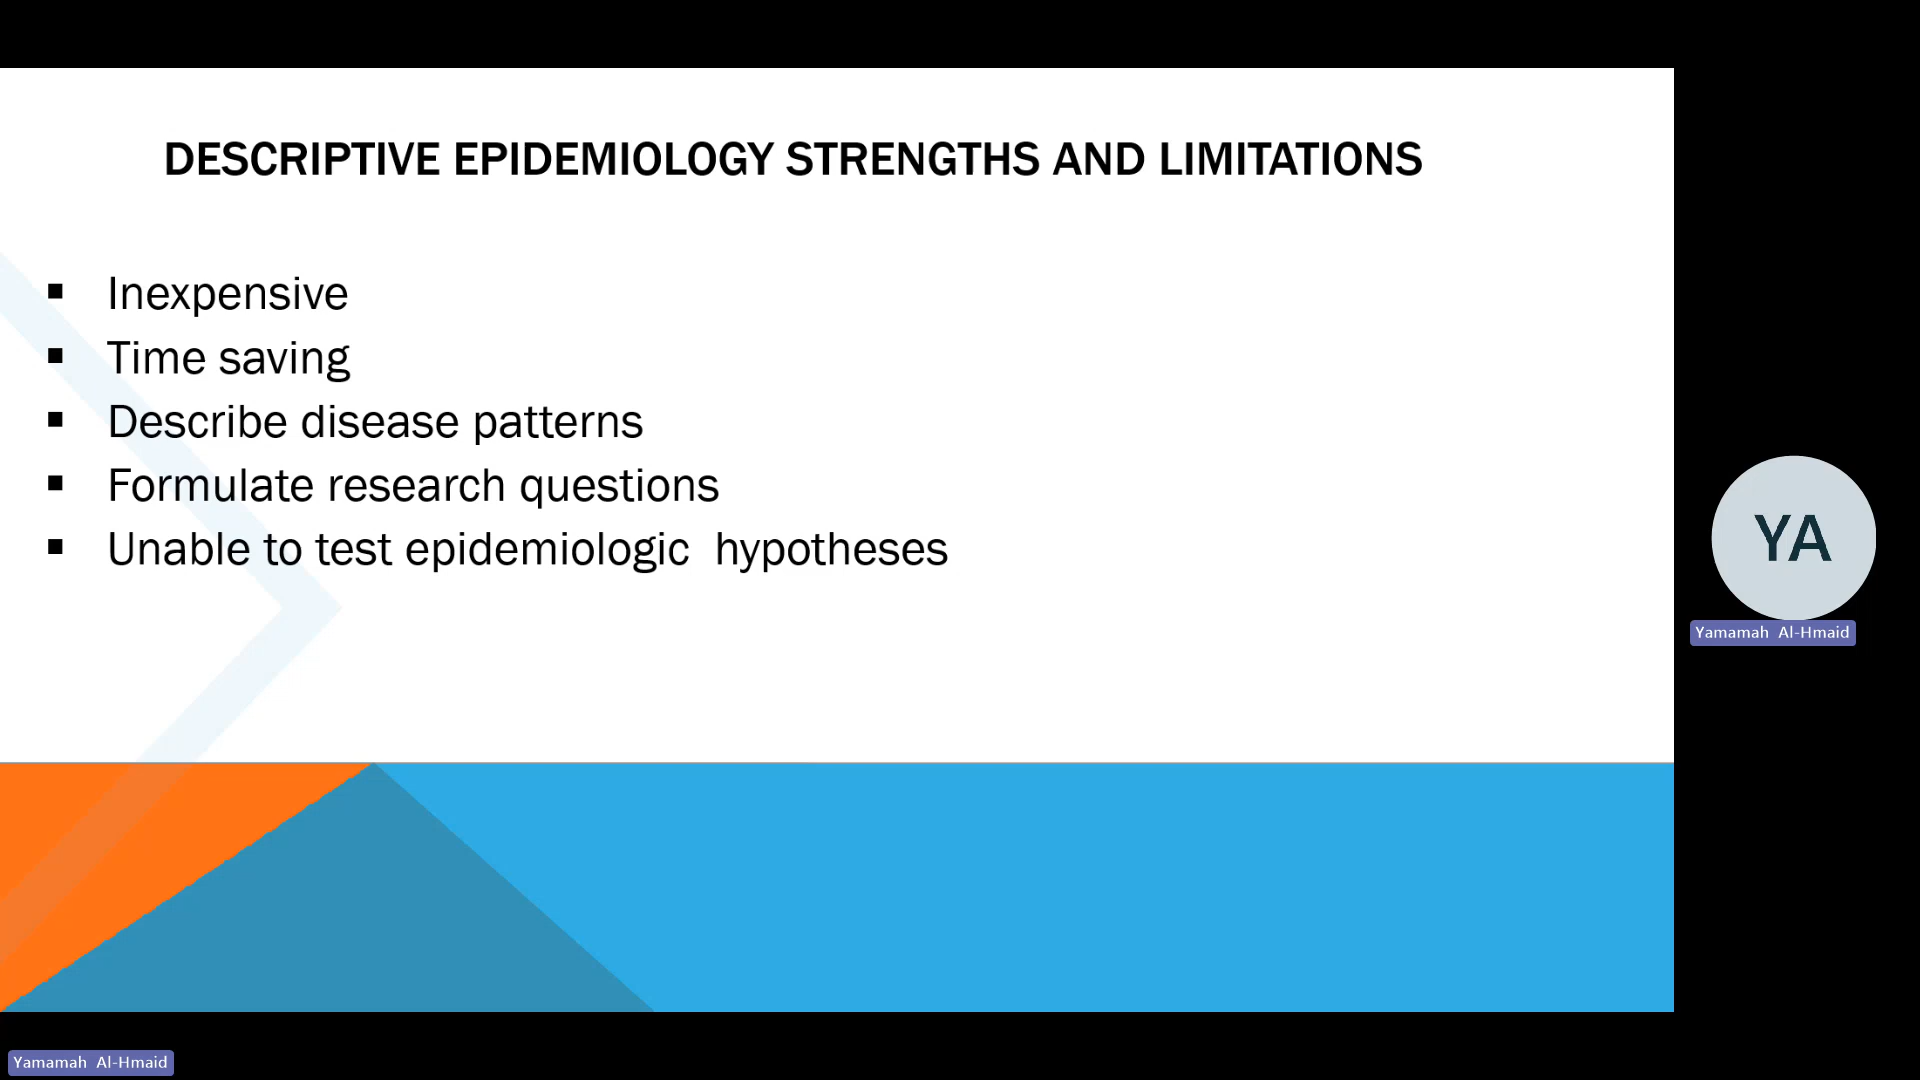 DESCRIPTIVE EPIDEMIOLOGY STRENGTHS AND LIMITATIONS
▪ Inexpensive
▪ Time saving
▪ Describe disease patterns
▪ Formulate research questions
▪ Unable to test epidemiologic  hypotheses
YA
Yamamah  Al-Hmaid
Yamamah  Al-Hmaid